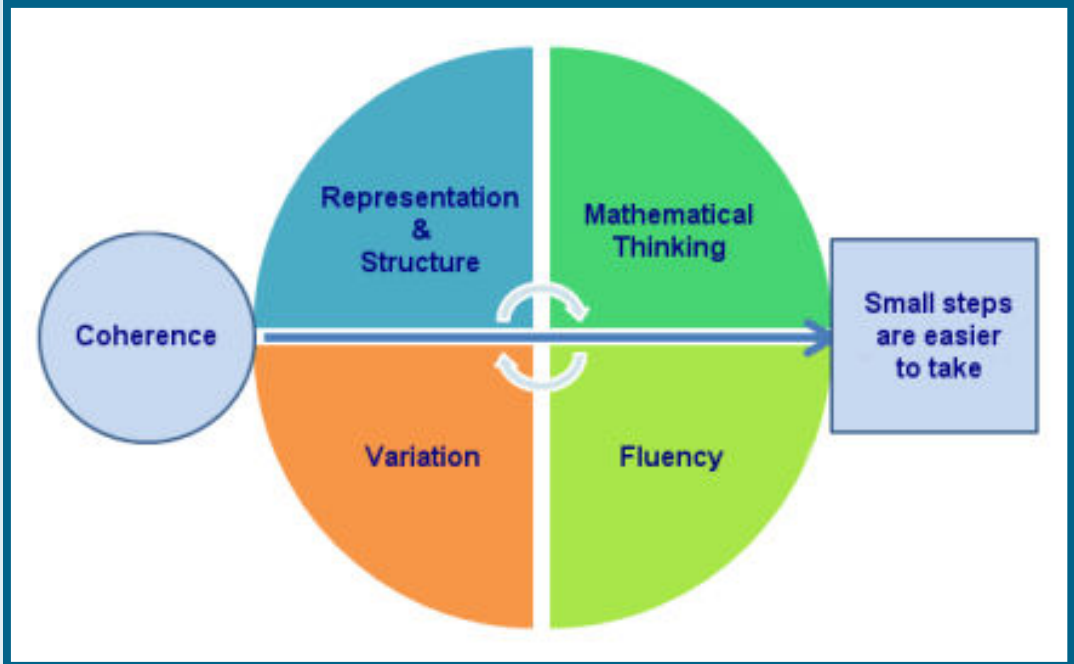 Representation
&
Structure
Mathematical
Thinking
Coherence
Small steps
are easier
to take
Variation
Fluency